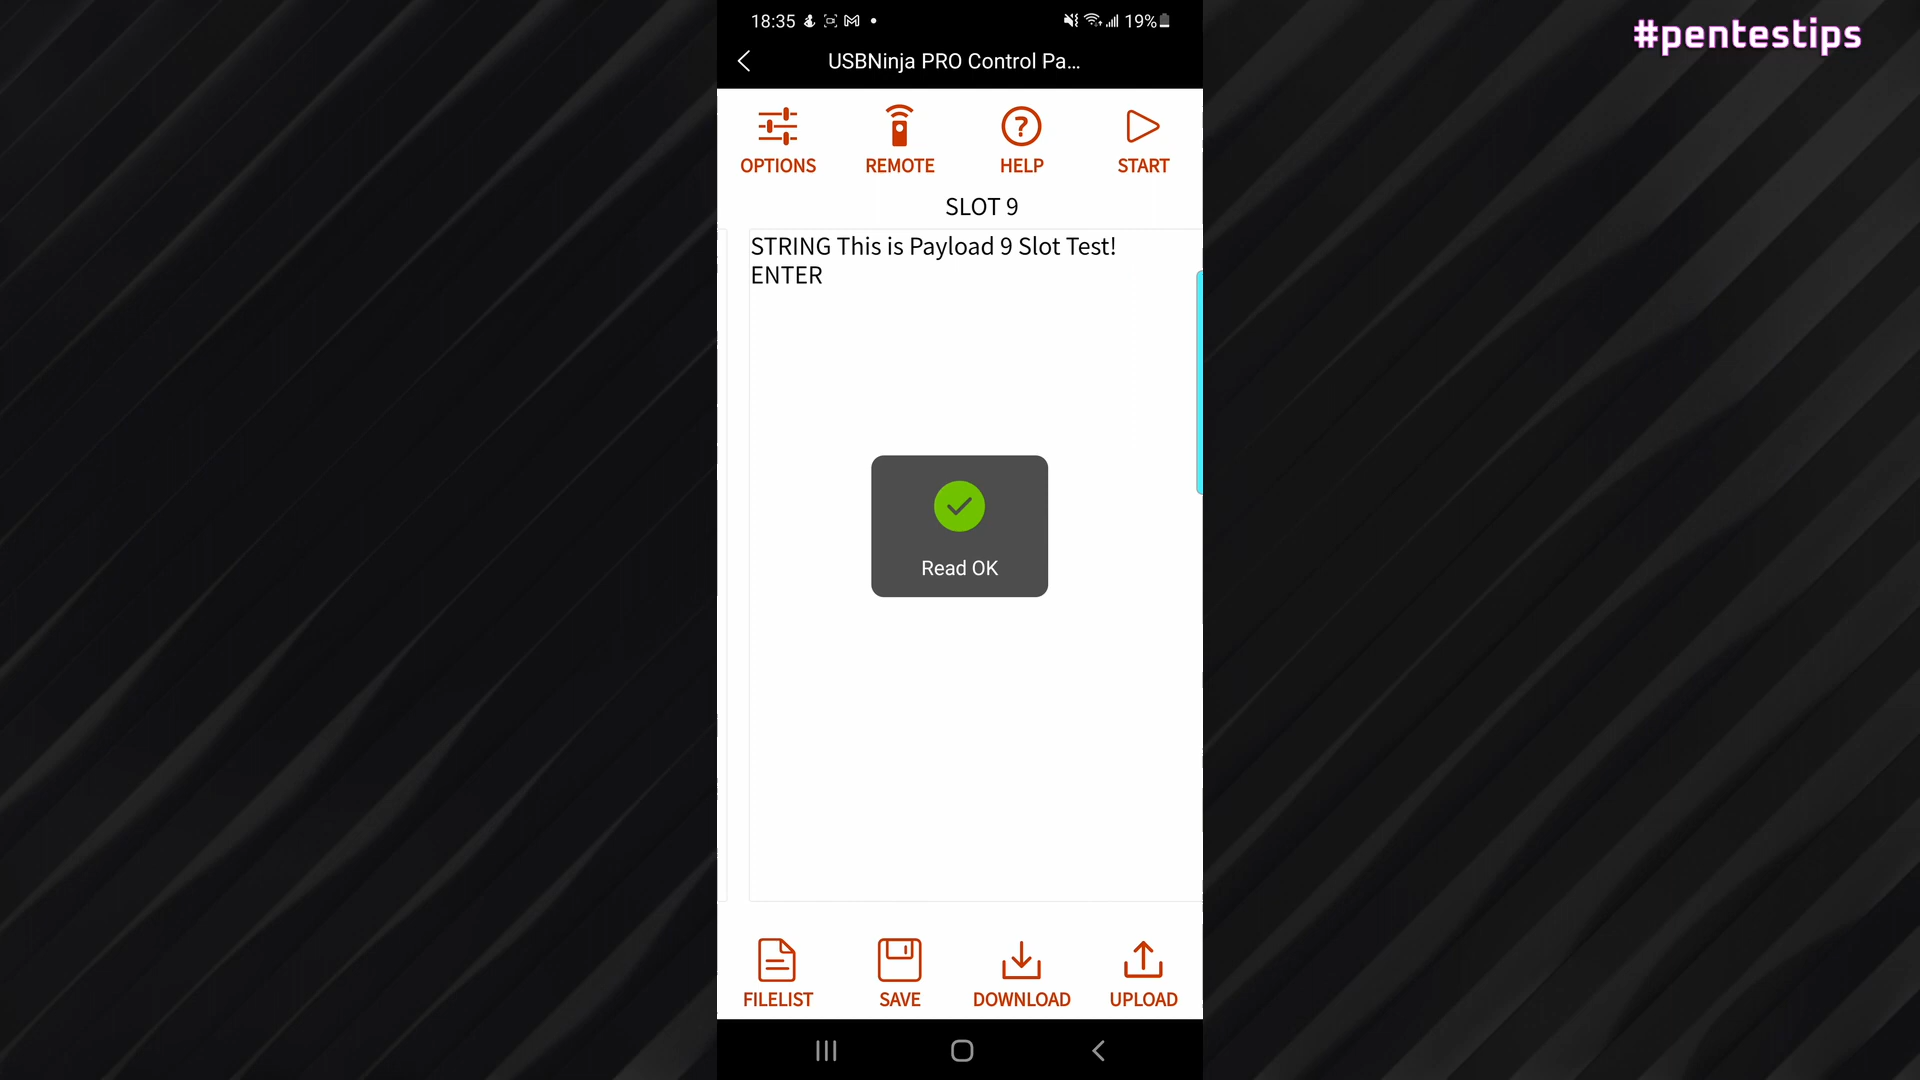 #pentestips
18:35
19%
USBNinja PRO Control Pa...
OPTIONS
REMOTE
HELP
START
SLOT 9
STRING This is Payload 9 Slot Test!
ENTER
Read OK
FILELIST
SAVE
DOWNLOAD
UPLOAD